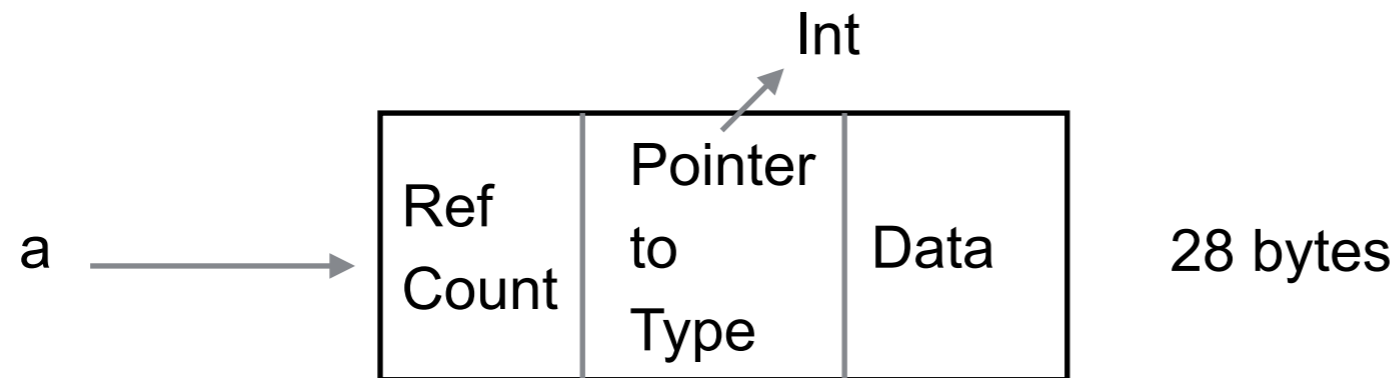 Int
a
Ref
Count
Pointer
to
Type
Data
28 bytes